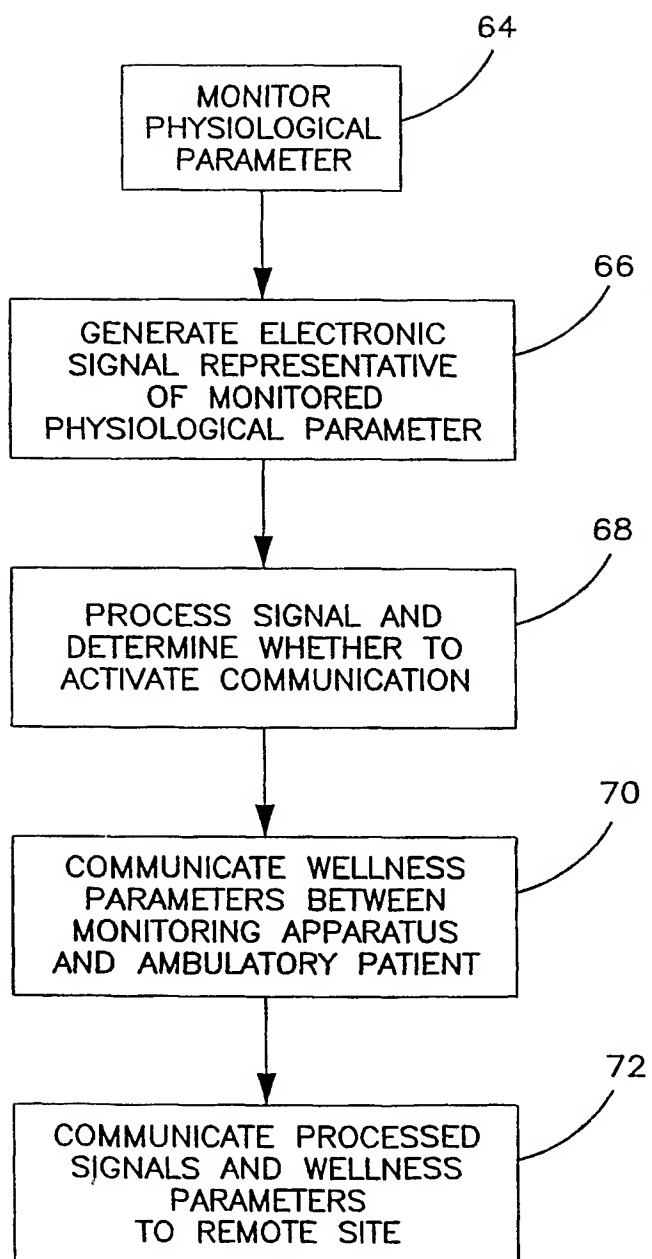 64
MONITOR
PHYSIOLOGICAL
PARAMETER
66
GENERATE ELECTRONIC
SIGNAL REPRESENTATIVE
OF MONITORED
PHYSIOLOGICAL PARAMETER
68
PROCESS SIGNAL AND
DETERMINE WHETHER TO
ACTIVATE COMMUNICATION
70
COMMUNICATE WELLNESS
PARAMETERS BETWEEN
MONITORING APPARATUS
AND AMBULATORY PATIENT
72
COMMUNICATE PROCESSED
SIGNALS AND WELLNESS
PARAMETERS
TO REMOTE SITE